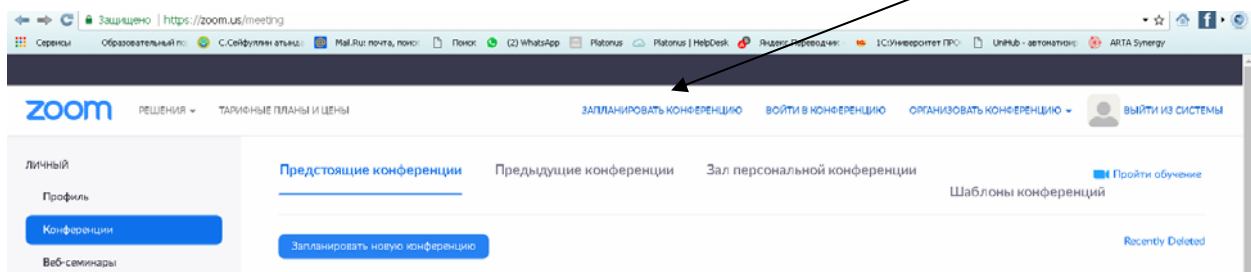 Защищено | https://zoom.us/meeting
Сервисы Образовательный по С.Сейфуллин атында Mail.Ru: почта, поиск Поиск (2) WhatsApp Platonus Platonus | HelpDesk Яндекс.Переводчик 1С:Университет ПРО UniHub - автоматизир ARTA Synergy
zoom РЕШЕНИЯ ТАРИФНЫЕ ПЛАНЫ И ЦЕНЫ ЗАПЛАНИРОВАТЬ КОНФЕРЕНЦИЮ ВОЙТИ В КОНФЕРЕНЦИЮ ОРГАНИЗОВАТЬ КОНФЕРЕНЦИЮ ВЫЙТИ ИЗ СИСТЕМЫ
ЛИЧНЫЙ
Профиль
Конференции
Веб-семинары
Предстоящие конференции Предыдущие конференции Зал персональной конференции
Пройти обучение
Шаблоны конференций
Запланировать новую конференцию
Recently Deleted